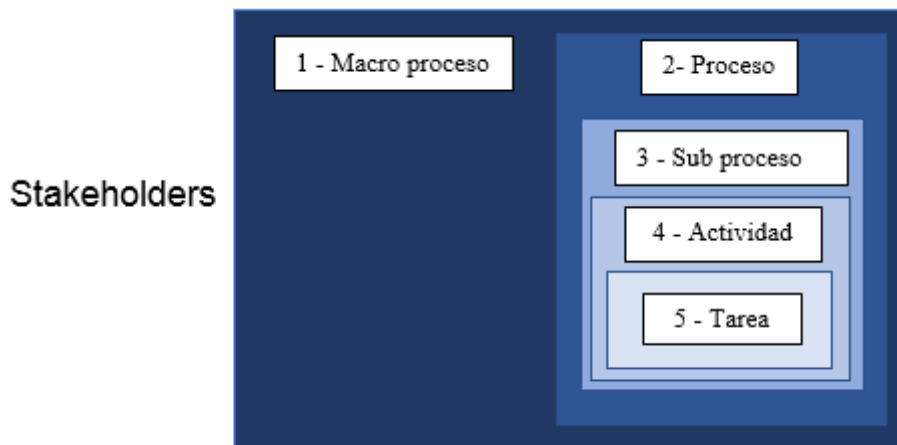 1 - Macro proceso
2- Proceso
3 - Sub proceso
Stakeholders
4 - Actividad
5 - Tarea